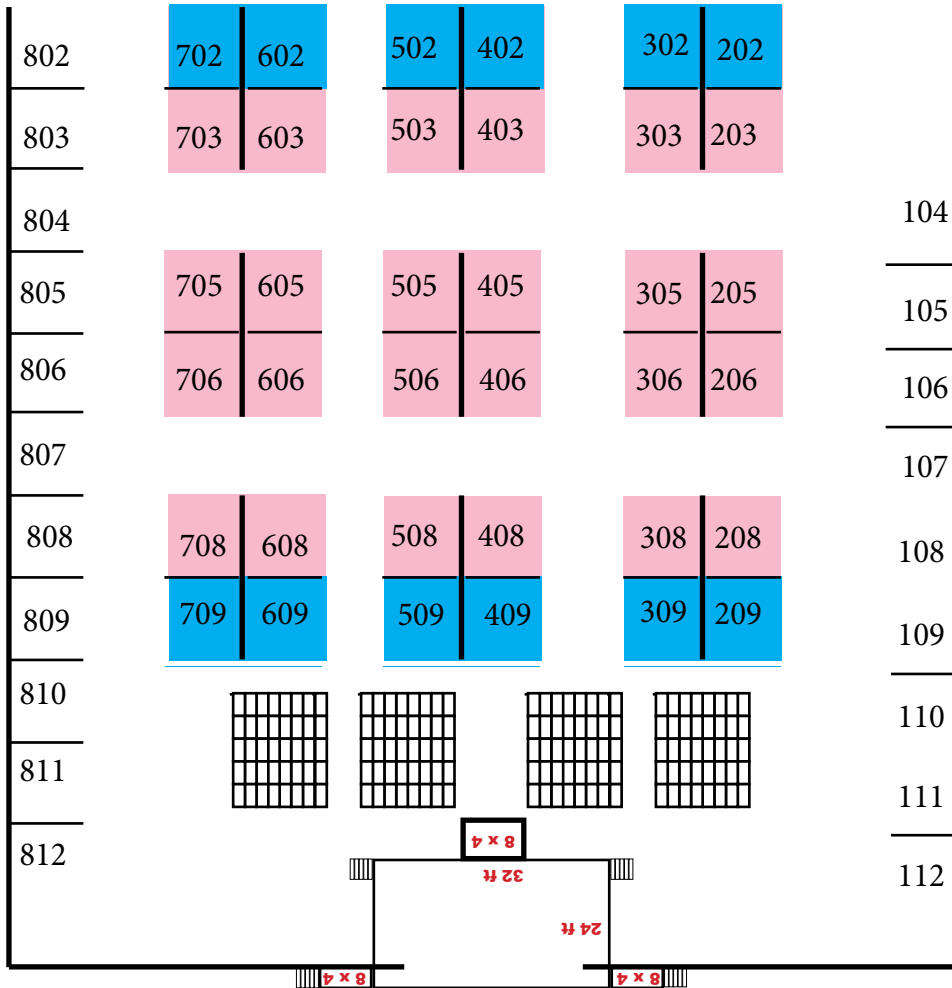 802 702 602 502 402 302 202
803 703 603 503 403 303 203
804 104
805 705 605 505 405 305 205 105
806 706 606 506 406 306 206 106
807 107
808 708 608 508 408 308 208 108
809 709 609 509 409 309 209 109
810 110
811 111
8 x 4
812 112
32 ft
24 ft
8 x 4 8 x 4